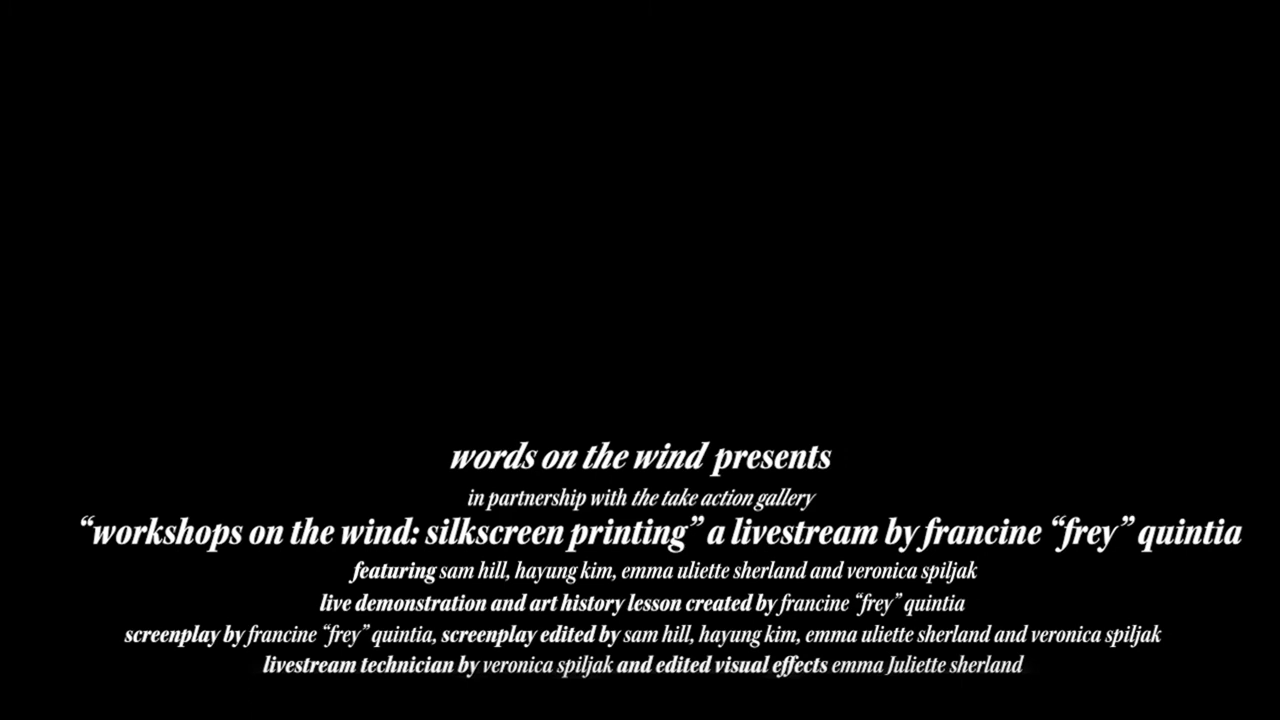 words on the wind presents
in partnership with the take action gallery
“workshops on the wind: silkscreen printing” a livestream by francine “frey” quintia
featuring sam hill, hayung kim, emma uliette sherland and veronica spiljak
live demonstration and art history lesson created by francine “frey” quintia
screenplay by francine “frey” quintia, screenplay edited by sam hill, hayung kim, emma uliette sherland and veronica spiljak
livestream technician by veronica spiljak and edited visual effects emma Juliette sherland